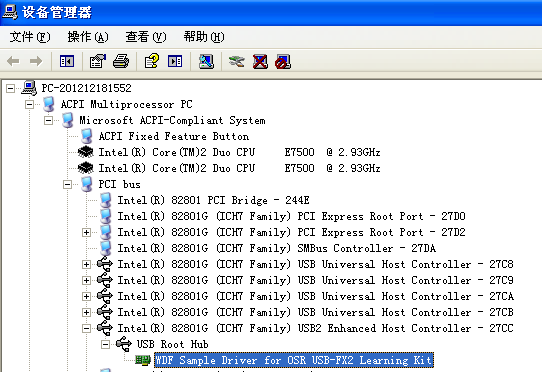 设备管理器
文件(F) 操作(A) 查看(V) 帮助(H)
PC-201212181552
ACPI Multiprocessor PC
Microsoft ACPI-Compliant System
ACPI Fixed Feature Button
Intel(R) Core(TM)2 Duo CPU E7500 @ 2.93GHz
Intel(R) Core(TM)2 Duo CPU E7500 @ 2.93GHz
PCI bus
Intel(R) 82801 PCI Bridge - 244E
Intel(R) 82801G (ICH7 Family) PCI Express Root Port - 27D0
Intel(R) 82801G (ICH7 Family) PCI Express Root Port - 27D2
Intel(R) 82801G (ICH7 Family) SMBus Controller - 27DA
Intel(R) 82801G (ICH7 Family) USB Universal Host Controller - 27C8
Intel(R) 82801G (ICH7 Family) USB Universal Host Controller - 27C9
Intel(R) 82801G (ICH7 Family) USB Universal Host Controller - 27CA
Intel(R) 82801G (ICH7 Family) USB Universal Host Controller - 27CB
Intel(R) 82801G (ICH7 Family) USB2 Enhanced Host Controller - 27CC
USB Root Hub
WDF Sample Driver for OSR USB-FX2 Learning Kit